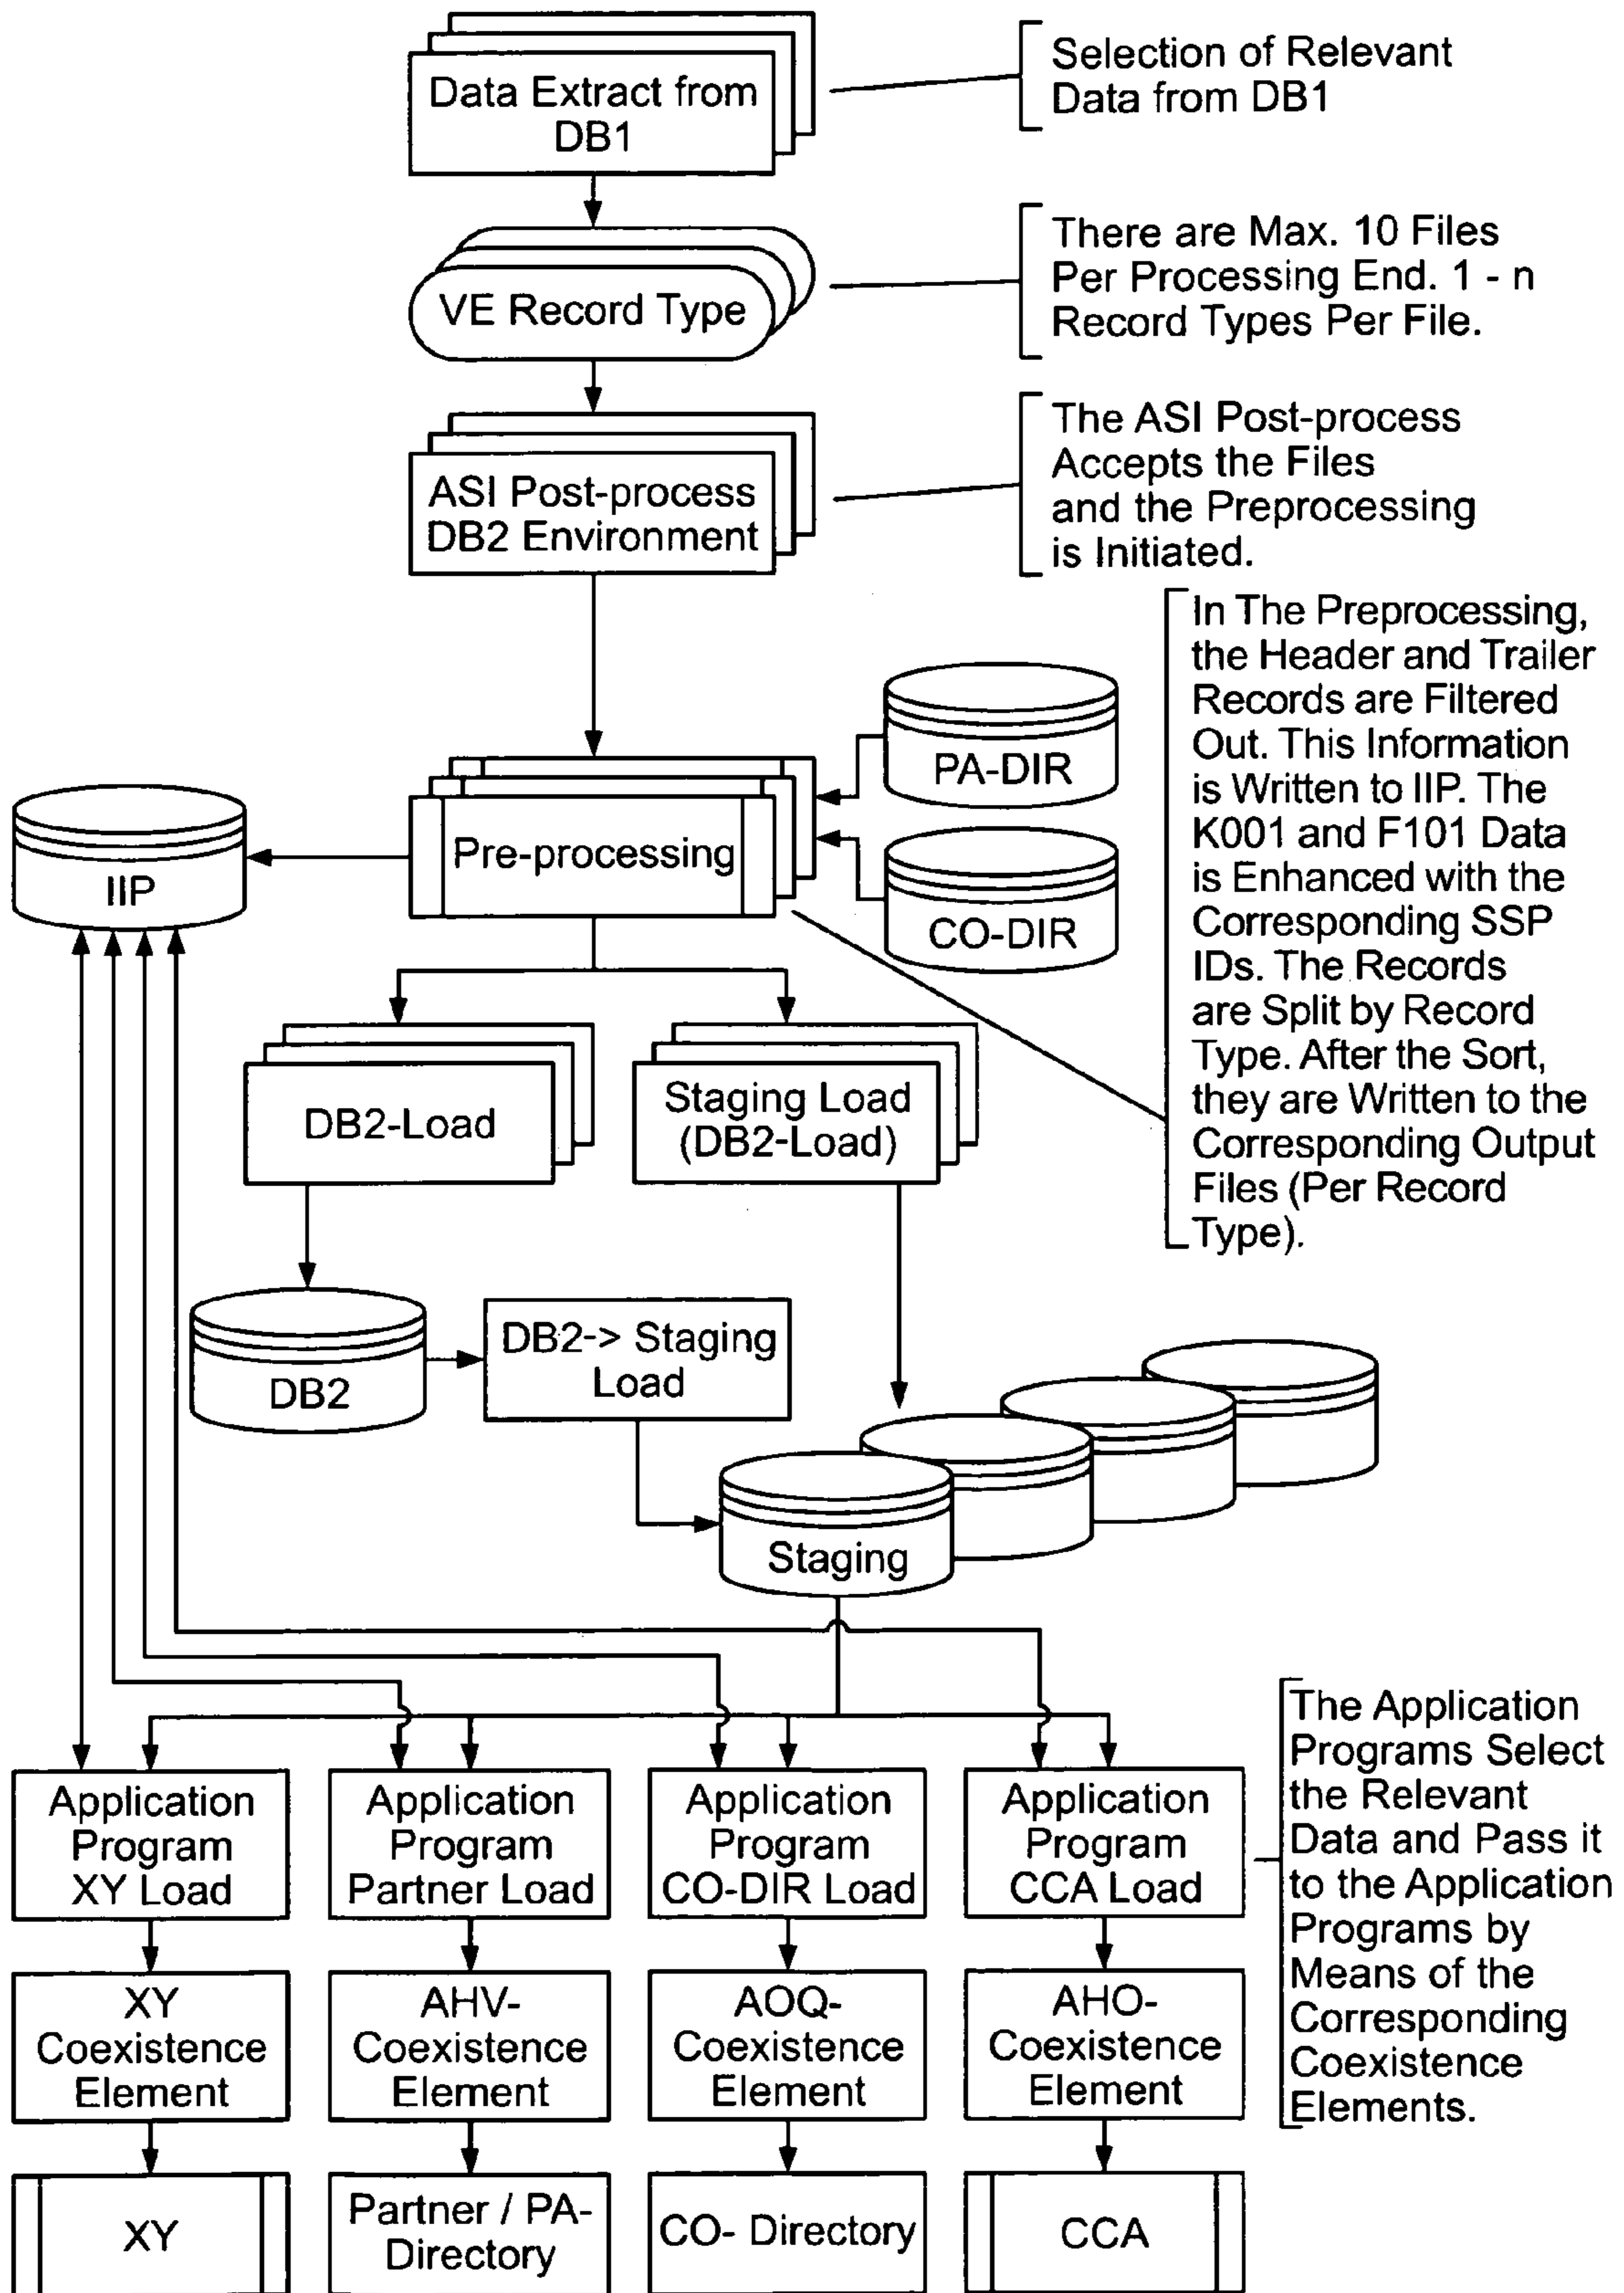 Data Extract from
DB1
Selection of Relevant
Data from DB1
VE Record Type
There are Max. 10 Files
Per Processing End. 1 - n
Record Types Per File.
ASI Post-process
DB2 Environment
The ASI Post-process
Accepts the Files
and the Preprocessing
is Initiated.
In The Preprocessing,
the Header and Trailer
Records are Filtered
Out. This Information
is Written to IIP. The
K001 and F101 Data
is Enhanced with the
Corresponding SSP
IDs. The Records
are Split by Record
Type. After the Sort,
they are Written to the
Corresponding Output
Files (Per Record
Type).
PA-DIR
Pre-processing
IIP
CO-DIR
DB2-Load
Staging Load
(DB2-Load)
DB2
DB2-> Staging
Load
Staging
Application
Program
XY Load
Application
Program
Partner Load
Application
Program
CO-DIR Load
Application
Program
CCA Load
The Application
Programs Select
the Relevant
Data and Pass it
to the Application
Programs by
Means of the
Corresponding
Coexistence
Elements.
XY
Coexistence
Element
AHV-
Coexistence
Element
AOQ-
Coexistence
Element
AHO-
Coexistence
Element
XY
Partner / PA-
Directory
CO- Directory
CCA